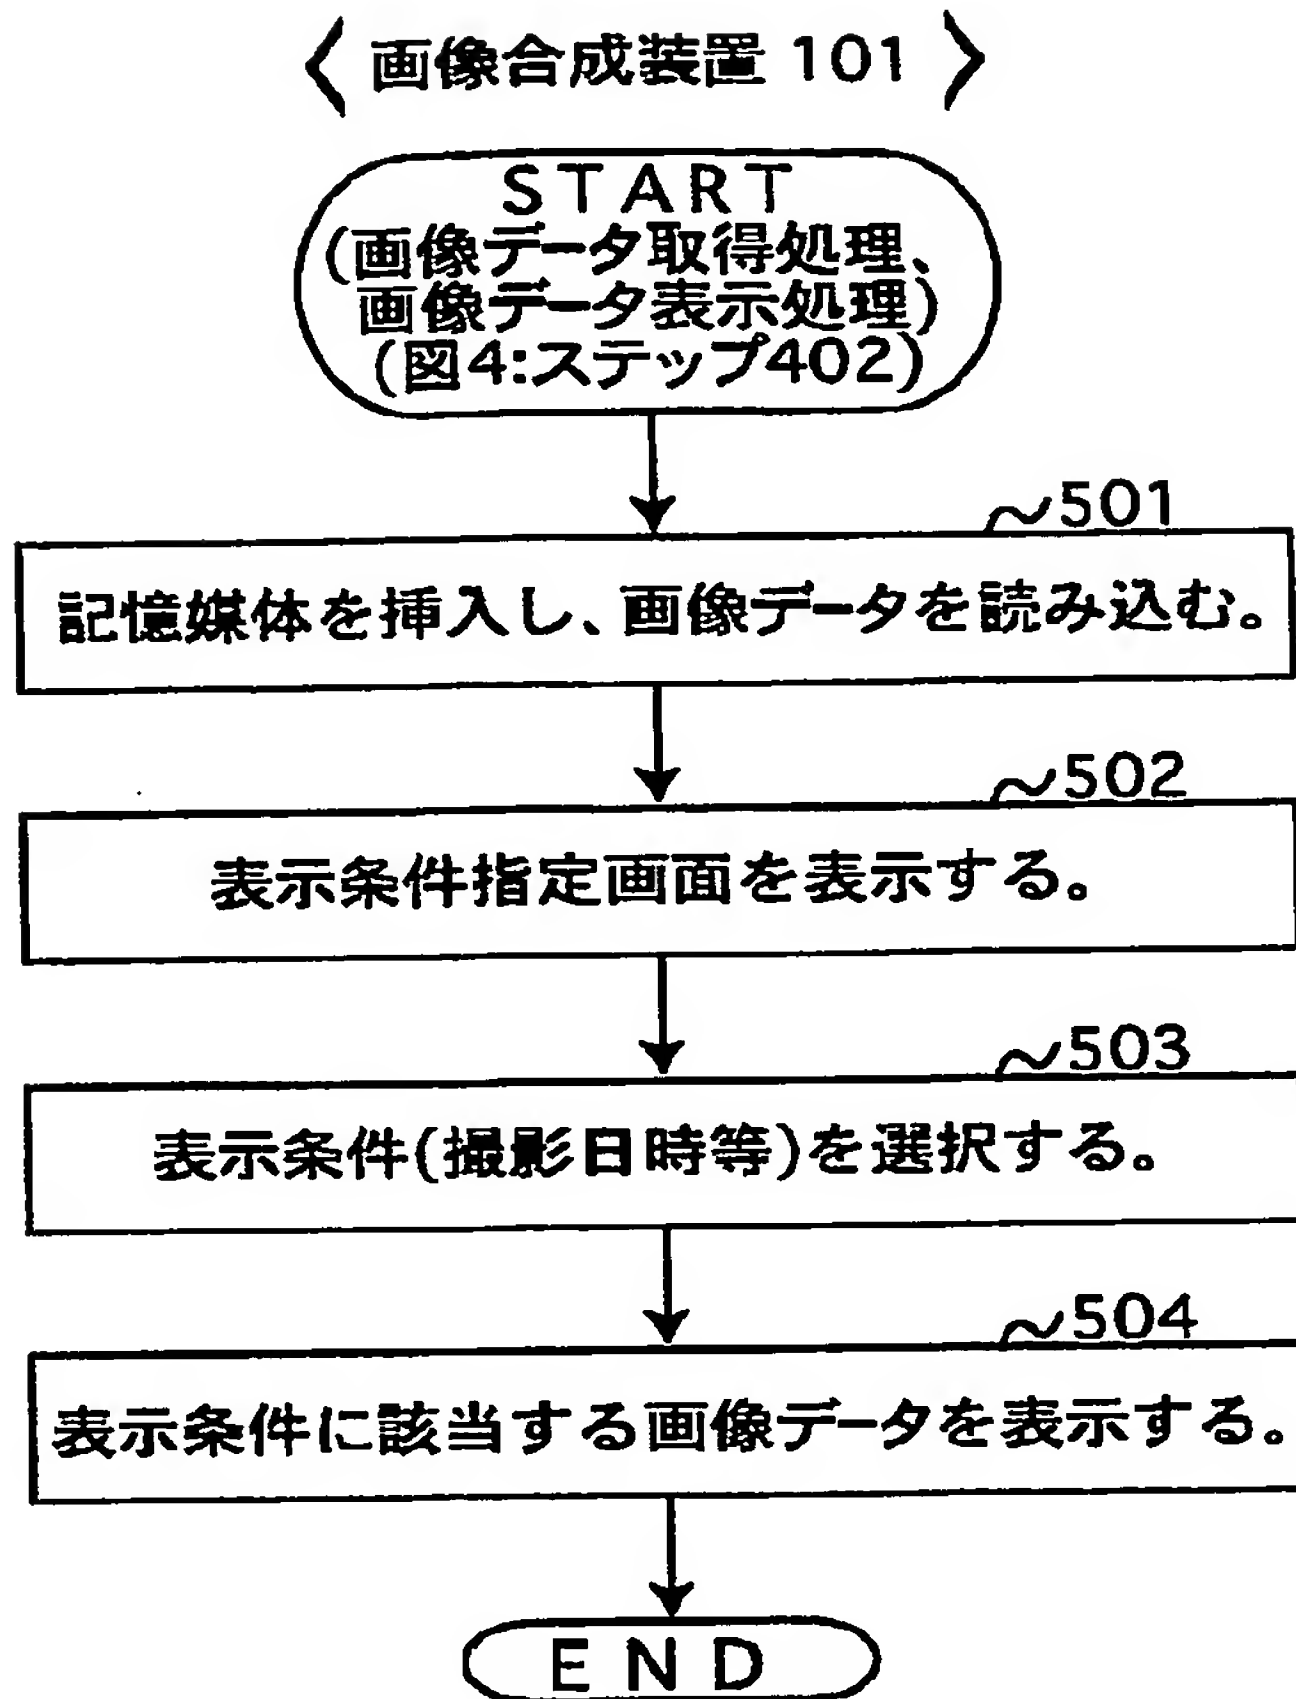 〈 画像合成装置 101 〉
START
(画像データ取得処理、
画像データ表示処理)
(図4:ステップ402)
501
記憶媒体を挿入し、画像データを読み込む。
502
表示条件指定画面を表示する。
503
表示条件(撮影日時等)を選択する。
504
表示条件に該当する画像データを表示する。
END